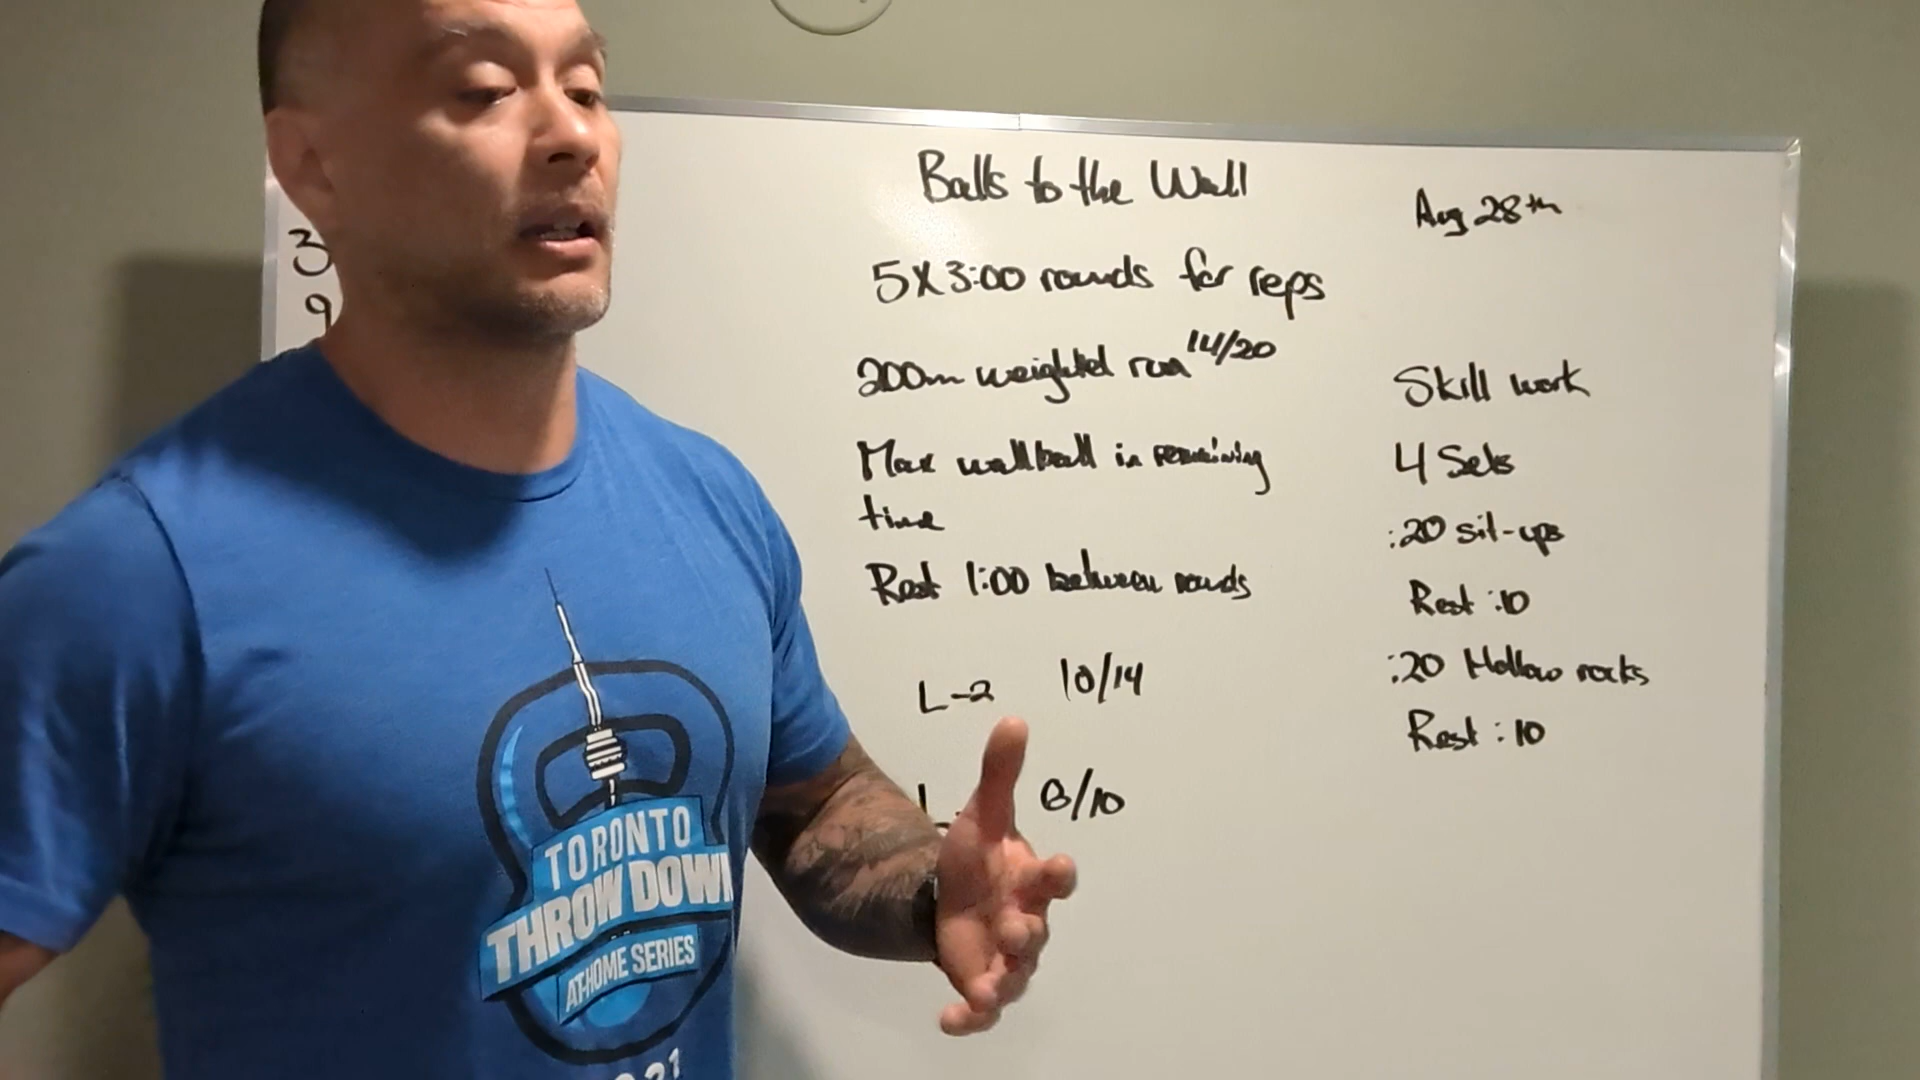 3
9
Balls to the Wall
Aug 28th
5X3:00 rounds for reps
200m weighted run 14/20
Max wallball in remaining
time
Rest 1:00 between rounds
L-2 10/14
8/10
Skill work
4 Sets
:20 sit-ups
Rest :10
:20 Hollow rocks
Rest :10
TORONTO
THROW DOWN
AT-HOME SERIES